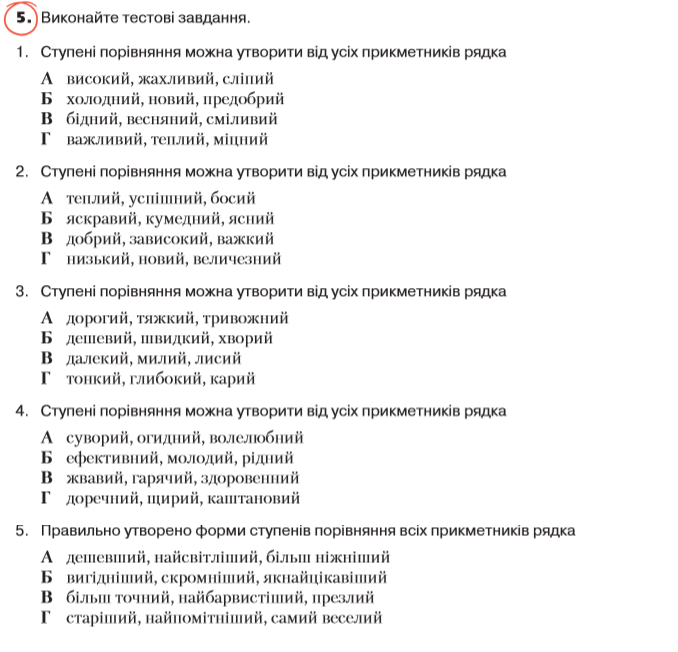 5. Виконайте тестові завдання.
1. Ступені порівняння можна утворити від усіх прикметників рядка
А високий, жахливий, сліпий
Б холодний, новий, предобрий
В бідний, весняний, сміливий
Г важливий, теплий, міцний
2. Ступені порівняння можна утворити від усіх прикметників рядка
А теплий, успішний, босий
Б яскравий, кумедний, ясний
В добрий, зависокий, важкий
Г низький, новий, величезний
3. Ступені порівняння можна утворити від усіх прикметників рядка
А дорогий, тяжкий, тривожний
Б дешевий, швидкий, хворий
В далекий, милий, лисий
Г тонкий, глибокий, карий
4. Ступені порівняння можна утворити від усіх прикметників рядка
А суворий, огидний, волелюбний
Б ефективний, молодий, рідний
В жвавий, гарячий, здоровенний
Г доречний, щирий, каштановий
5. Правильно утворено форми ступенів порівняння всіх прикметників рядка
А дешевший, найсвітліший, більш ніжніший
Б вигідніший, скромніший, якнайцікавіший
В більш точний, найбарвистіший, презлий
Г старіший, найпомітніший, самий веселий